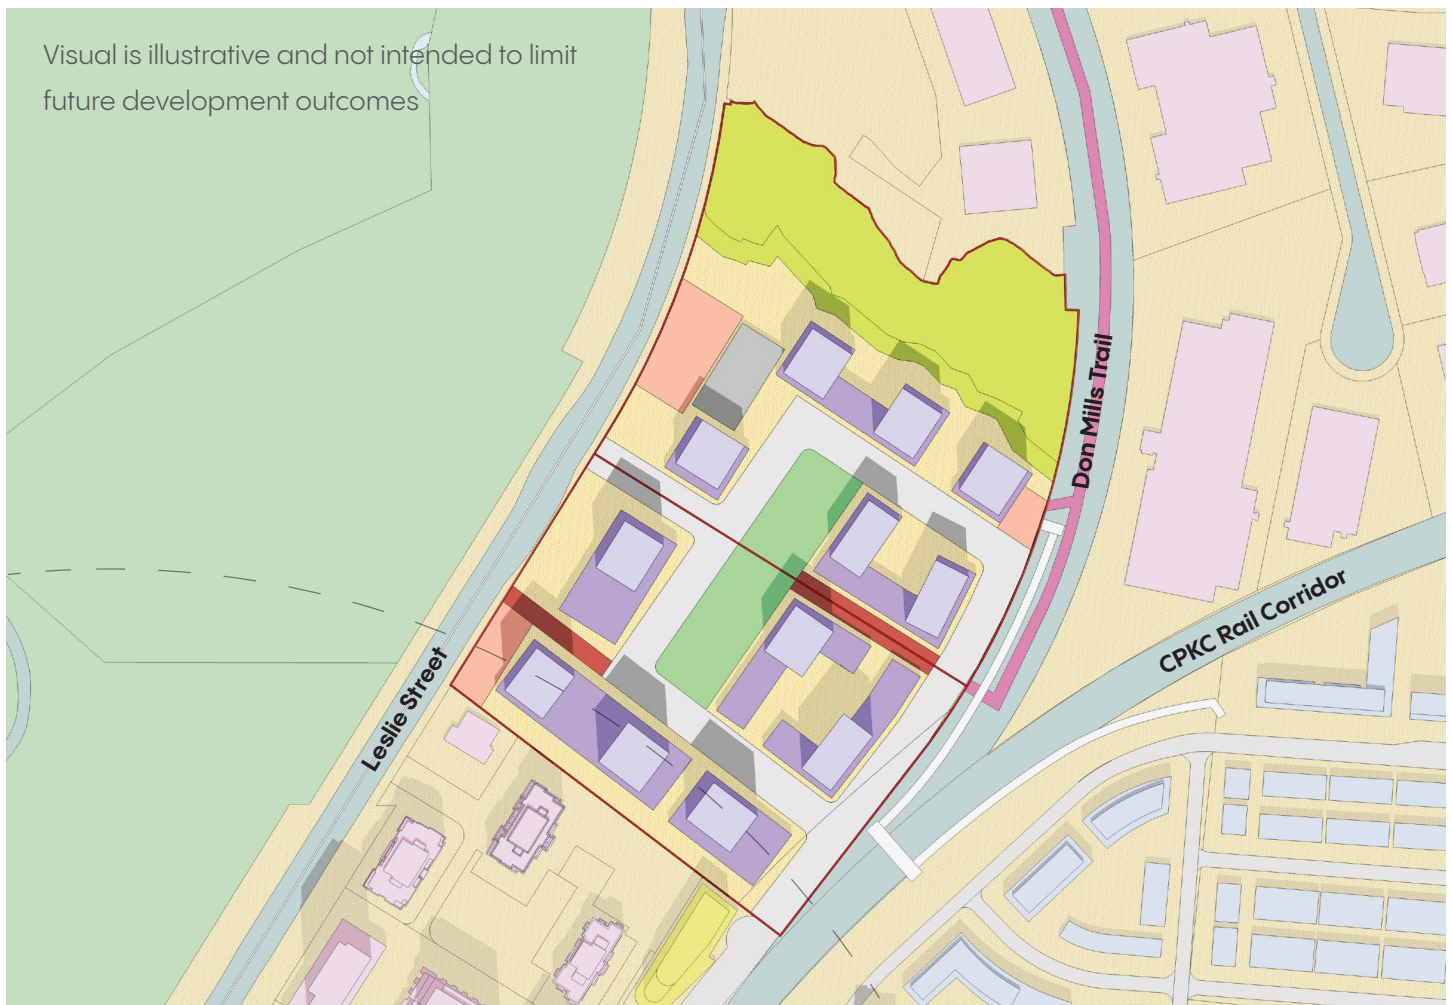 Visual is illustrative and not intended to limit
future development outcomes
Don Mills Trail
CPKC Rail Corridor
Leslie Street